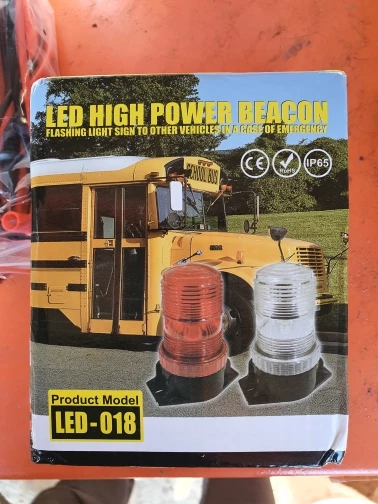 LED HIGH POWER BEACON
FLASHING LIGHT SIGN TO OTHER VEHICLES IN A CASE OF EMERGENCY
CE
RoHS
IP65
SCHOOL BUS
Product Model
LED-018